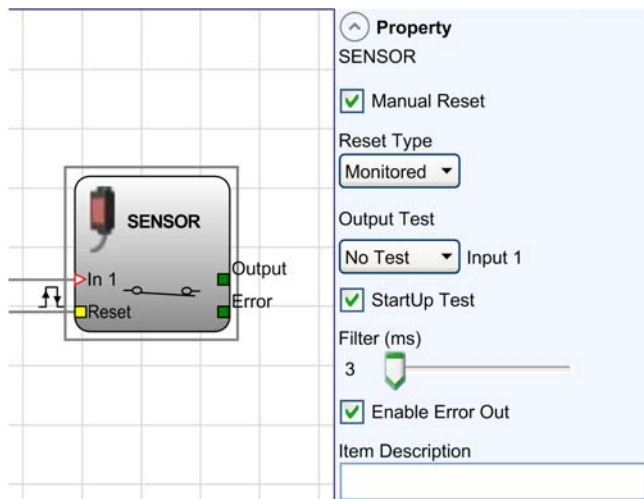 SENSOR
In 1
Reset
Output
Error
Property
SENSOR
Manual Reset
Reset Type
Monitored
Output Test
No Test Input 1
StartUp Test
Filter (ms)
3
Enable Error Out
Item Description